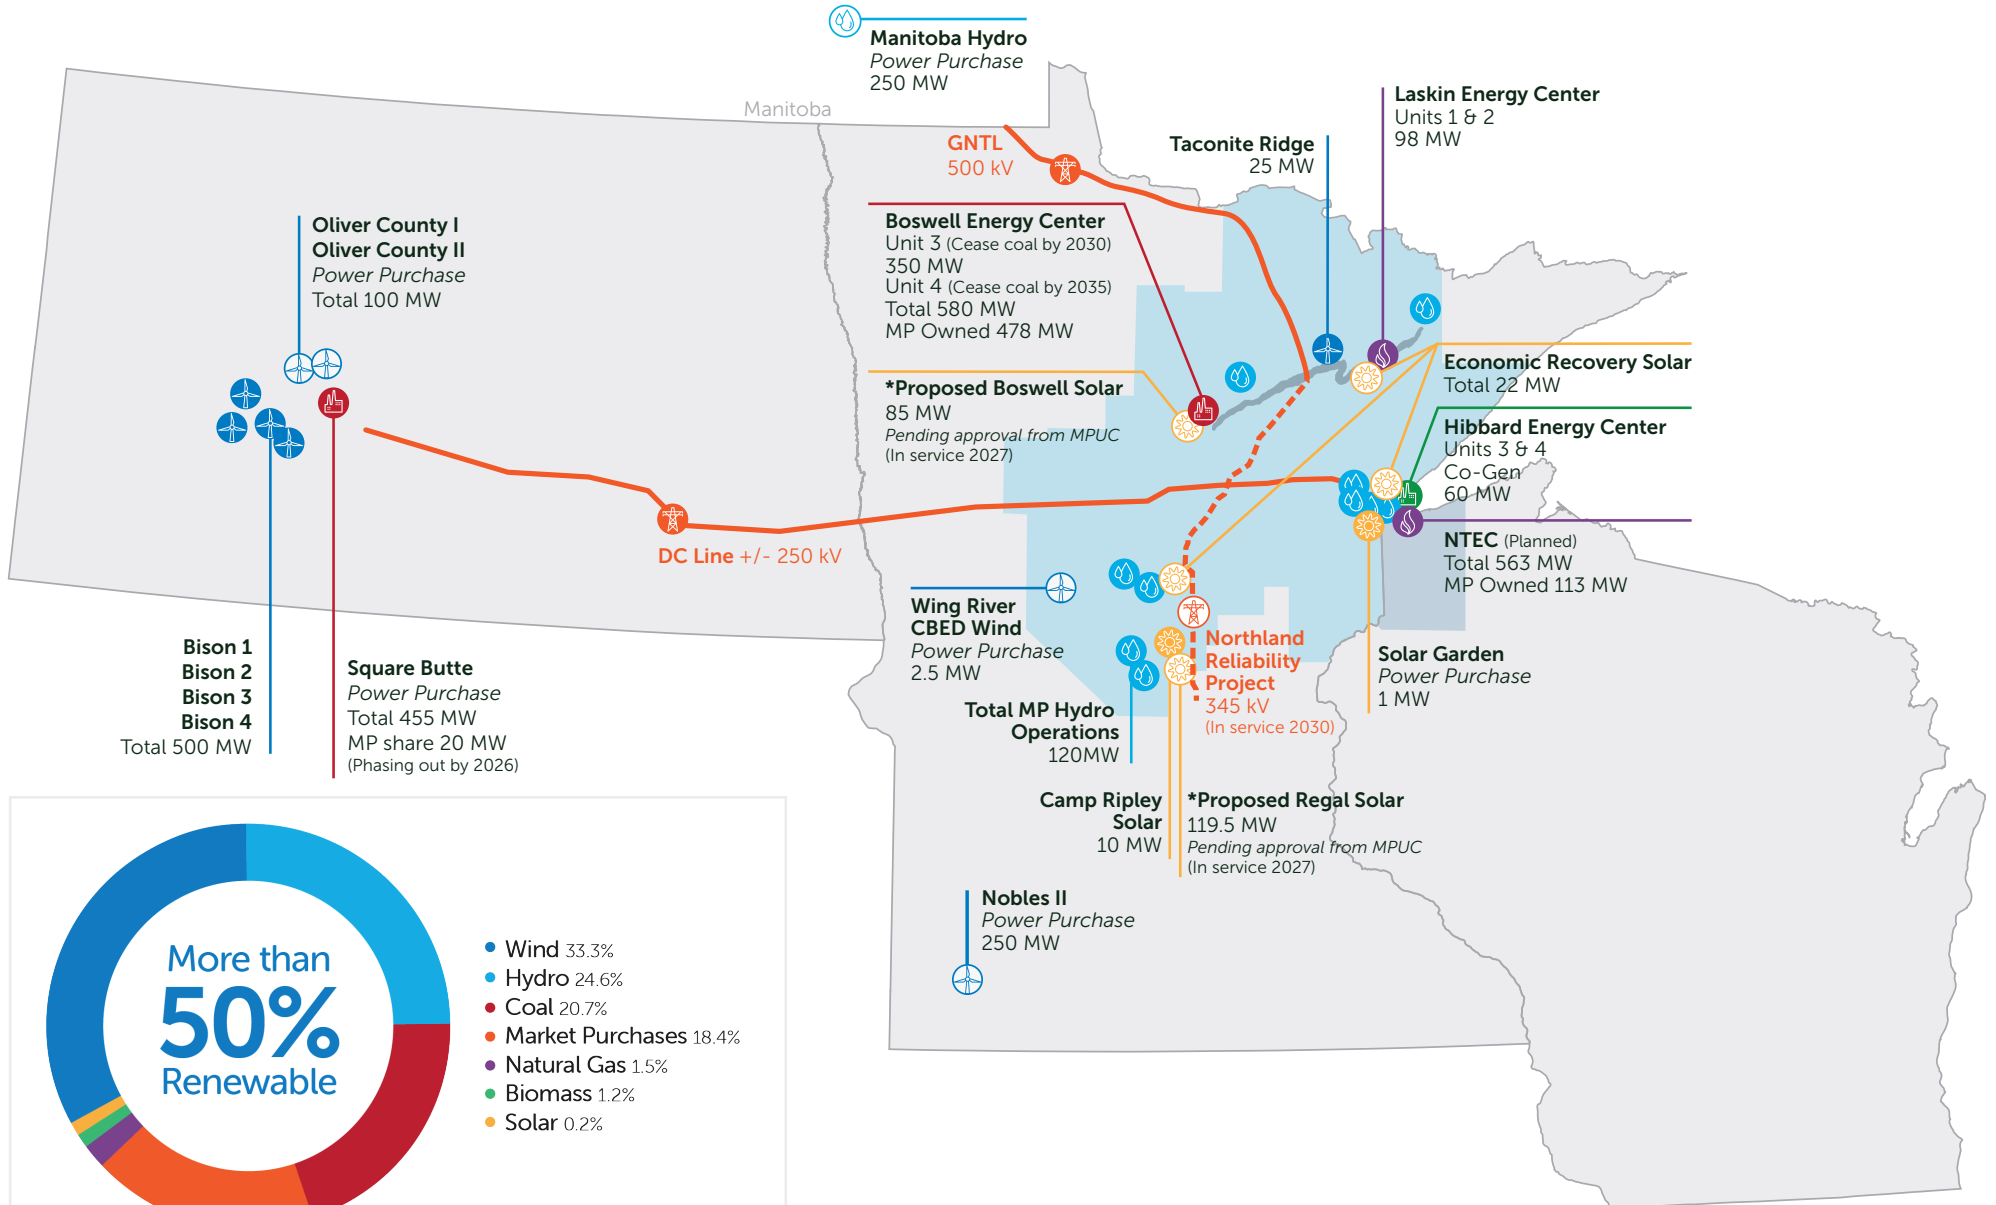 Manitoba Hydro
Power Purchase
250 MW
Manitoba
GNTL
500 kV
Taconite Ridge
25 MW
Laskin Energy Center
Units 1 & 2
98 MW
Oliver County I
Oliver County II
Power Purchase
Total 100 MW
Boswell Energy Center
Unit 3 (Cease coal by 2030)
350 MW
Unit 4 (Cease coal by 2035)
Total 580 MW
MP Owned 478 MW
*Proposed Boswell Solar
85 MW
Pending approval from MPUC
(In service 2027)
Economic Recovery Solar
Total 22 MW
Hibbard Energy Center
Units 3 & 4
Co-Gen
60 MW
NTEC (Planned)
Total 563 MW
MP Owned 113 MW
DC Line +/- 250 kV
Wing River
CBED Wind
Power Purchase
2.5 MW
Northland
Reliability
Project
345 kV
(In service 2030)
Solar Garden
Power Purchase
1 MW
Bison 1
Bison 2
Bison 3
Bison 4
Total 500 MW
Square Butte
Power Purchase
Total 455 MW
MP share 20 MW
(Phasing out by 2026)
Total MP Hydro
Operations
120MW
Camp Ripley
Solar
10 MW
*Proposed Regal Solar
119.5 MW
Pending approval from MPUC
(In service 2027)
Nobles II
Power Purchase
250 MW
More than
50%
Renewable
Wind 33.3%
Hydro 24.6%
Coal 20.7%
Market Purchases 18.4%
Natural Gas 1.5%
Biomass 1.2%
Solar 0.2%